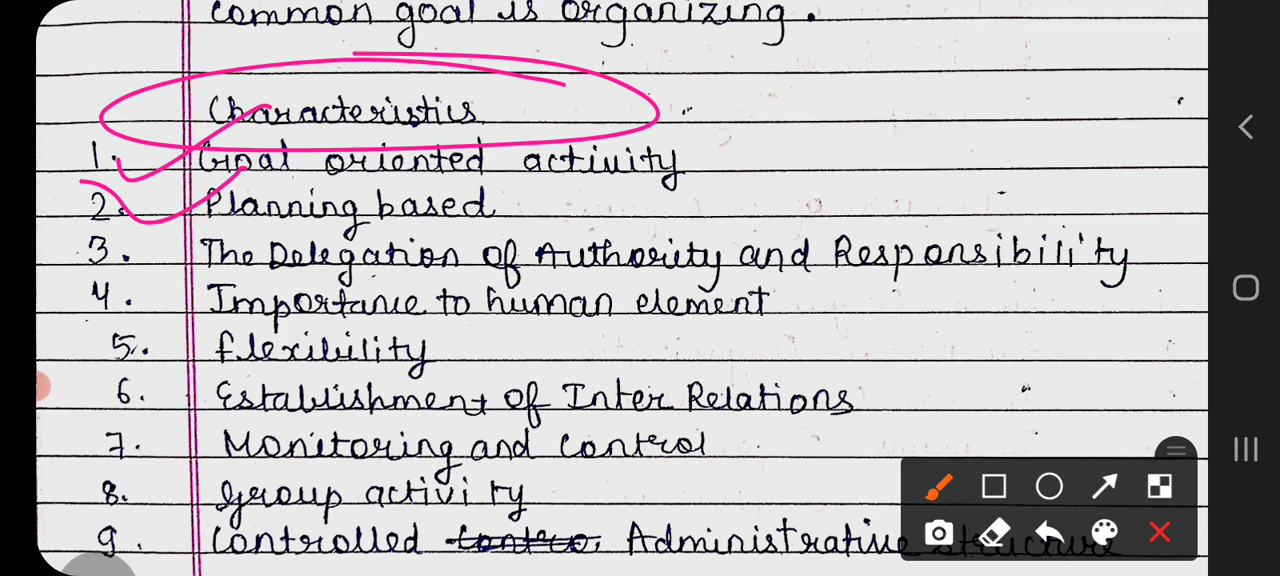 common goal is organizing.
Characteristics
1. Goal oriented activity
2. Planning based
3. The Delegation of Authority and Responsibility
4. Importance to human element
5. flexibility
6. Establishment of Inter Relations
7. Monitoring and control
8. group activity
9. controlled Administrative structure